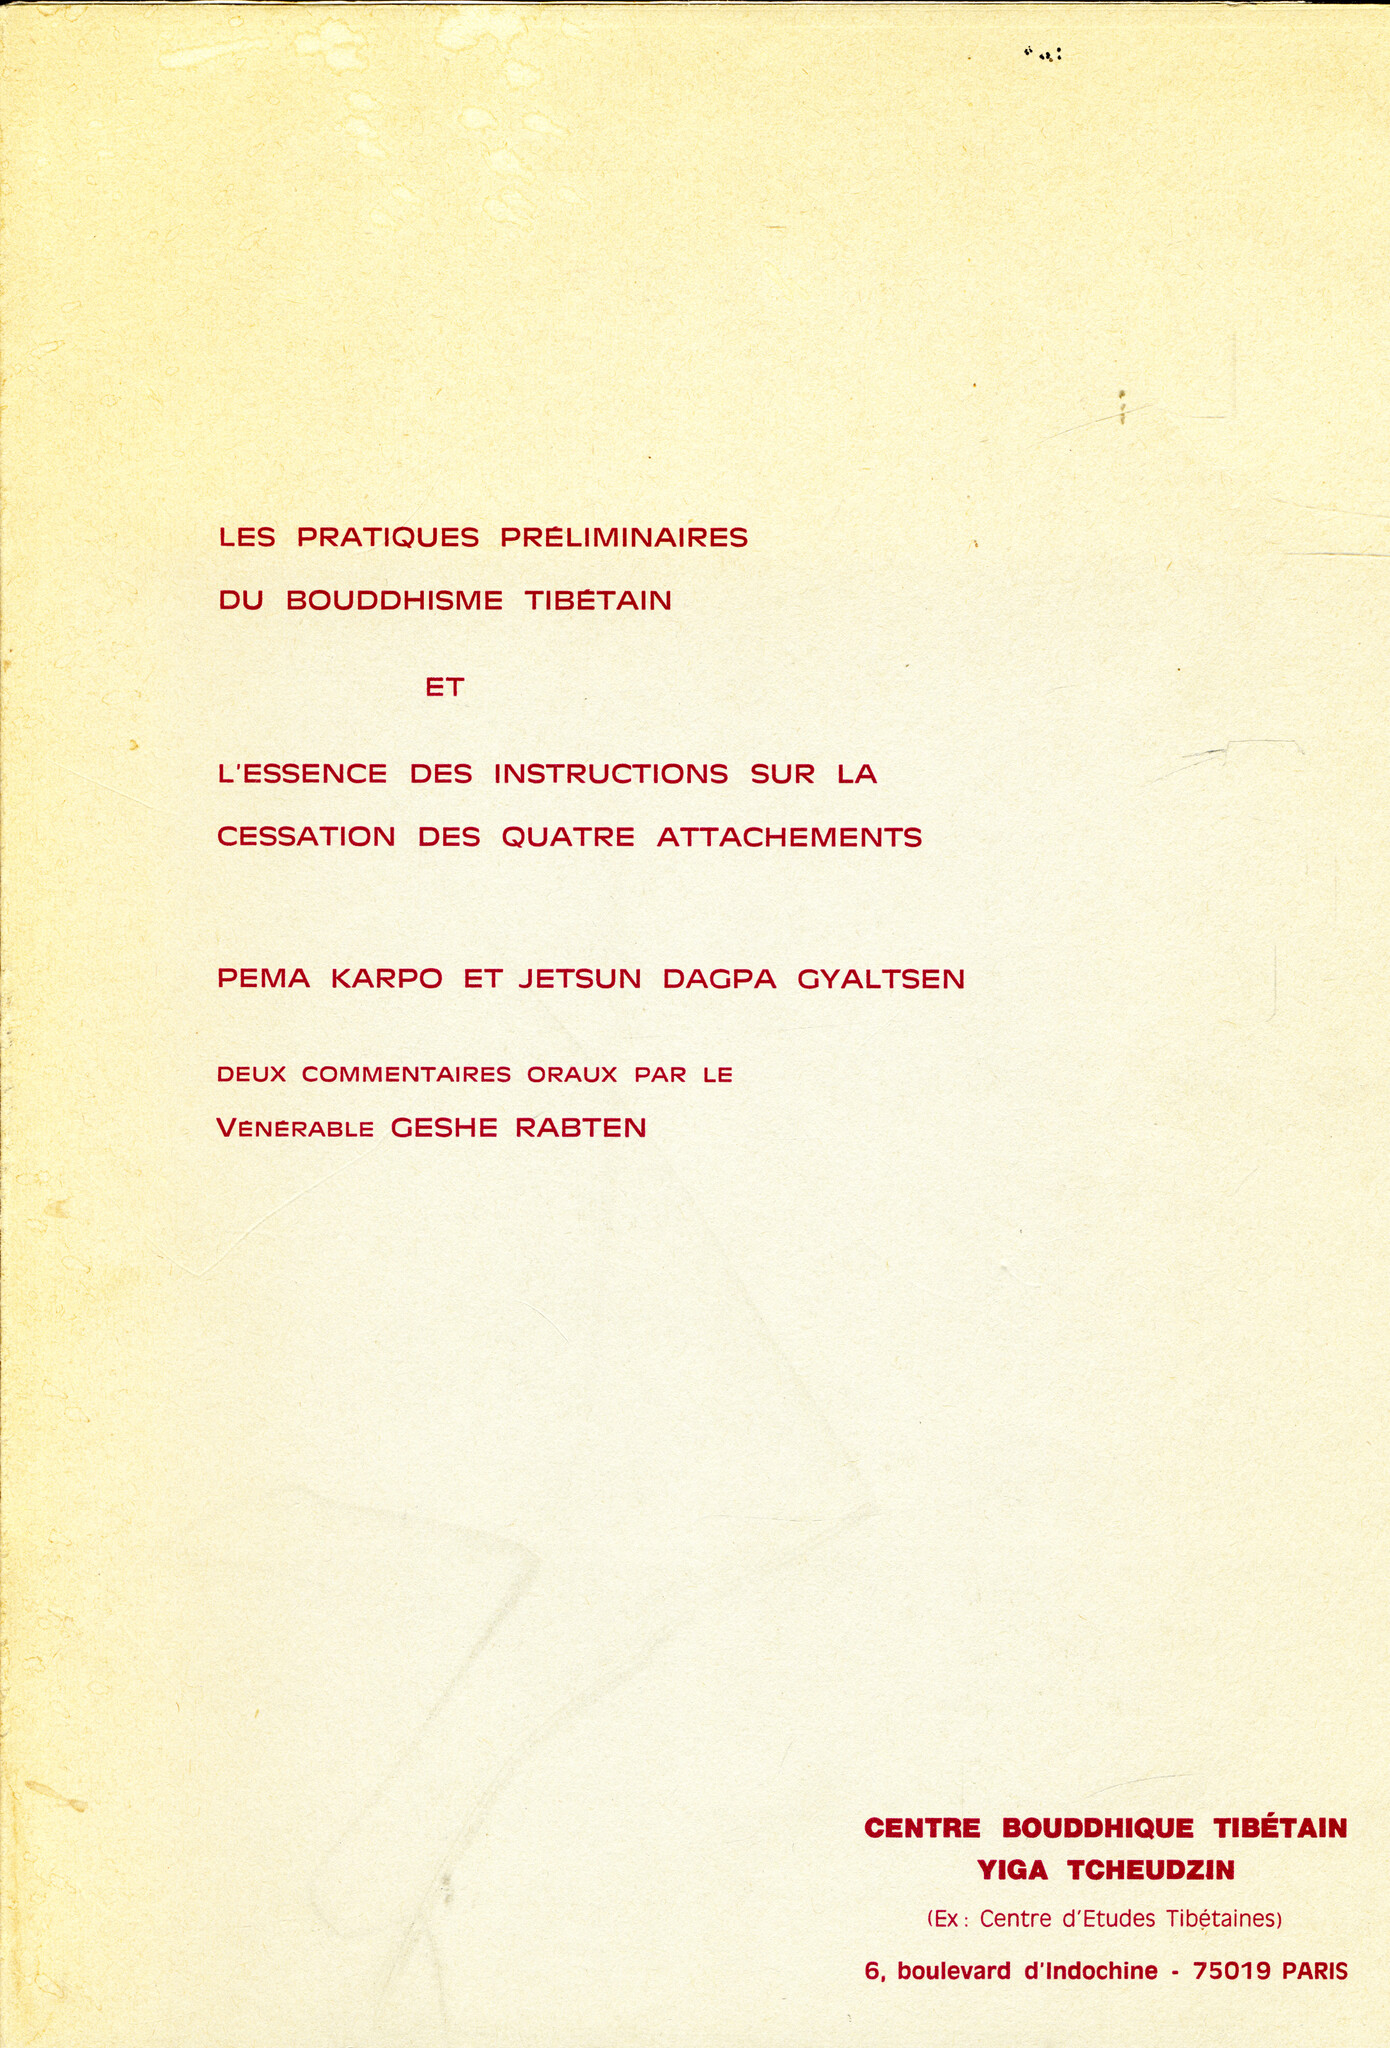 LES PRATIQUES PRÉLIMINAIRES
DU BOUDDHISME TIBÉTAIN
ET
L'ESSENCE DES INSTRUCTIONS SUR LA
CESSATION DES QUATRE ATTACHEMENTS
PEMA KARPO ET JETSUN DAGPA GYALTSEN
DEUX COMMENTAIRES ORAUX PAR LE
VÉNÉRABLE GESHE RABTEN
CENTRE BOUDDHIQUE TIBÉTAIN
YIGA TCHEUDZIN
(Ex : Centre d'Etudes Tibétaines)
6, boulevard d'Indochine - 75019 PARIS